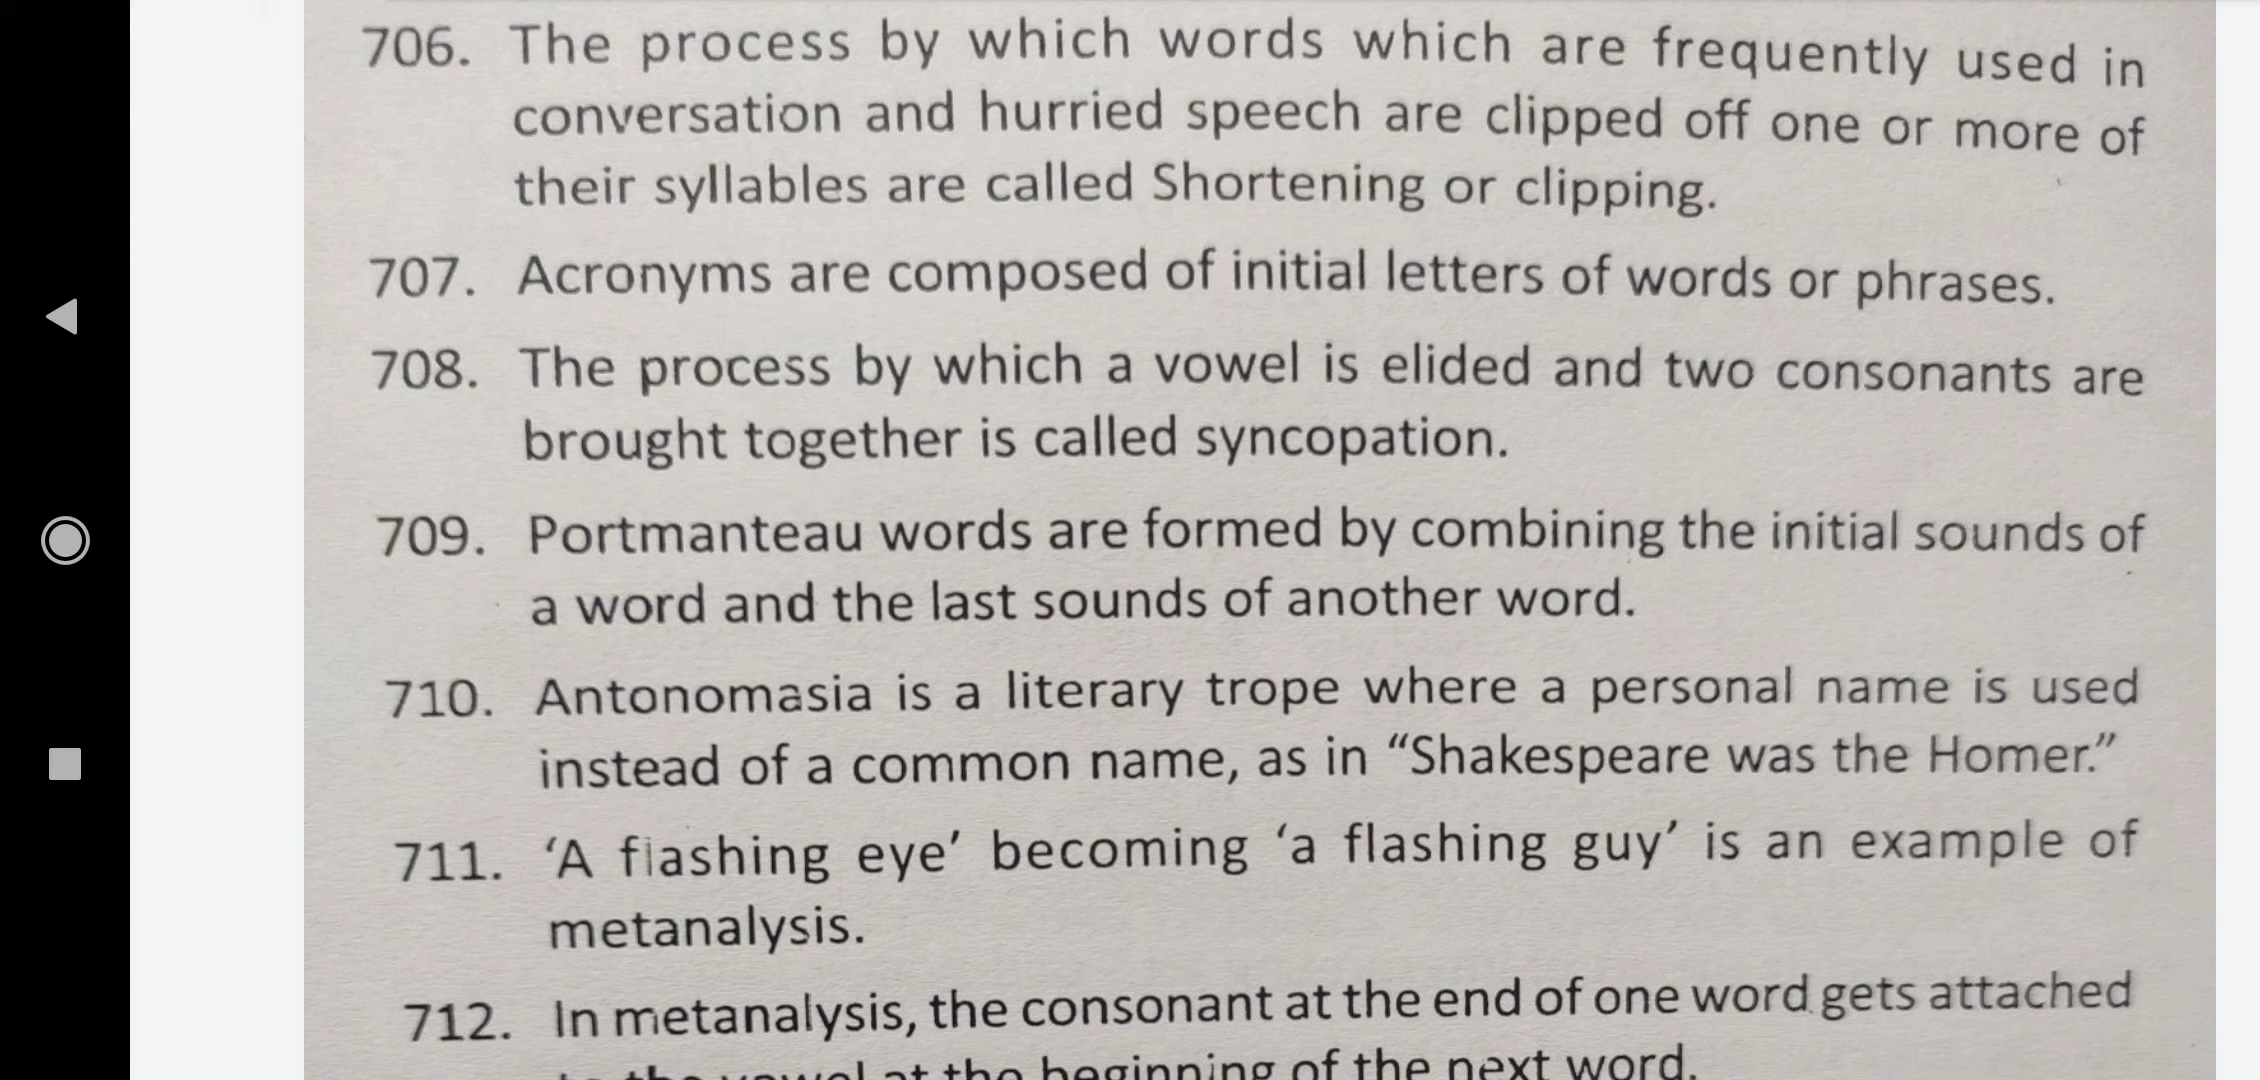 706. The process by which words which are frequently used in
conversation and hurried speech are clipped off one or more of
their syllables are called Shortening or clipping.
707. Acronyms are composed of initial letters of words or phrases.
708. The process by which a vowel is elided and two consonants are
brought together is called syncopation.
709. Portmanteau words are formed by combining the initial sounds of
a word and the last sounds of another word.
710. Antonomasia is a literary trope where a personal name is used
instead of a common name, as in “Shakespeare was the Homer.”
711. ‘A flashing eye’ becoming ‘a flashing guy’ is an example of
metanalysis.
712. In metanalysis, the consonant at the end of one word gets attached
to the vowel at the beginning of the next word.